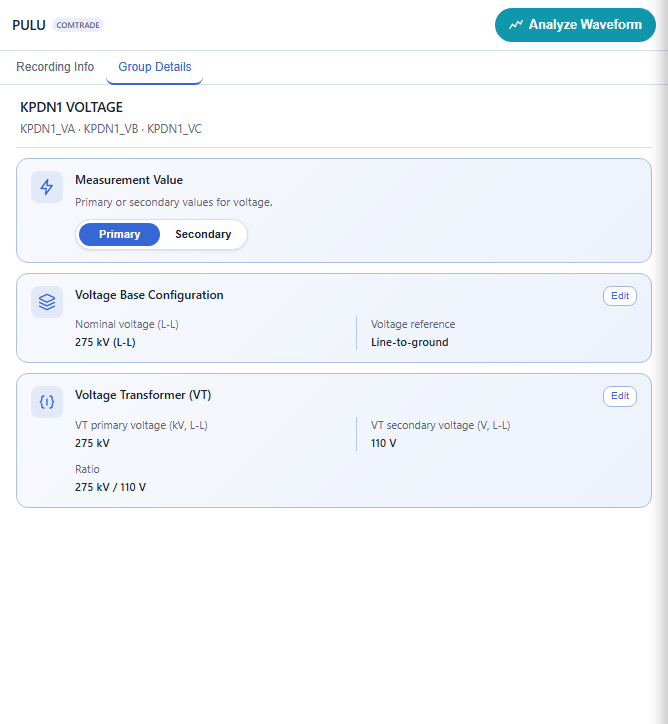 PULU COMTRADE Analyze Waveform
Recording Info Group Details
KPDN1 VOLTAGE
KPDN1_VA · KPDN1_VB · KPDN1_VC
Measurement Value
Primary or secondary values for voltage.
Primary Secondary
Voltage Base Configuration Edit
Nominal voltage (L-L) Voltage reference
275 kV (L-L) Line-to-ground
Voltage Transformer (VT) Edit
VT primary voltage (kV, L-L) VT secondary voltage (V, L-L)
275 kV 110 V
Ratio
275 kV / 110 V